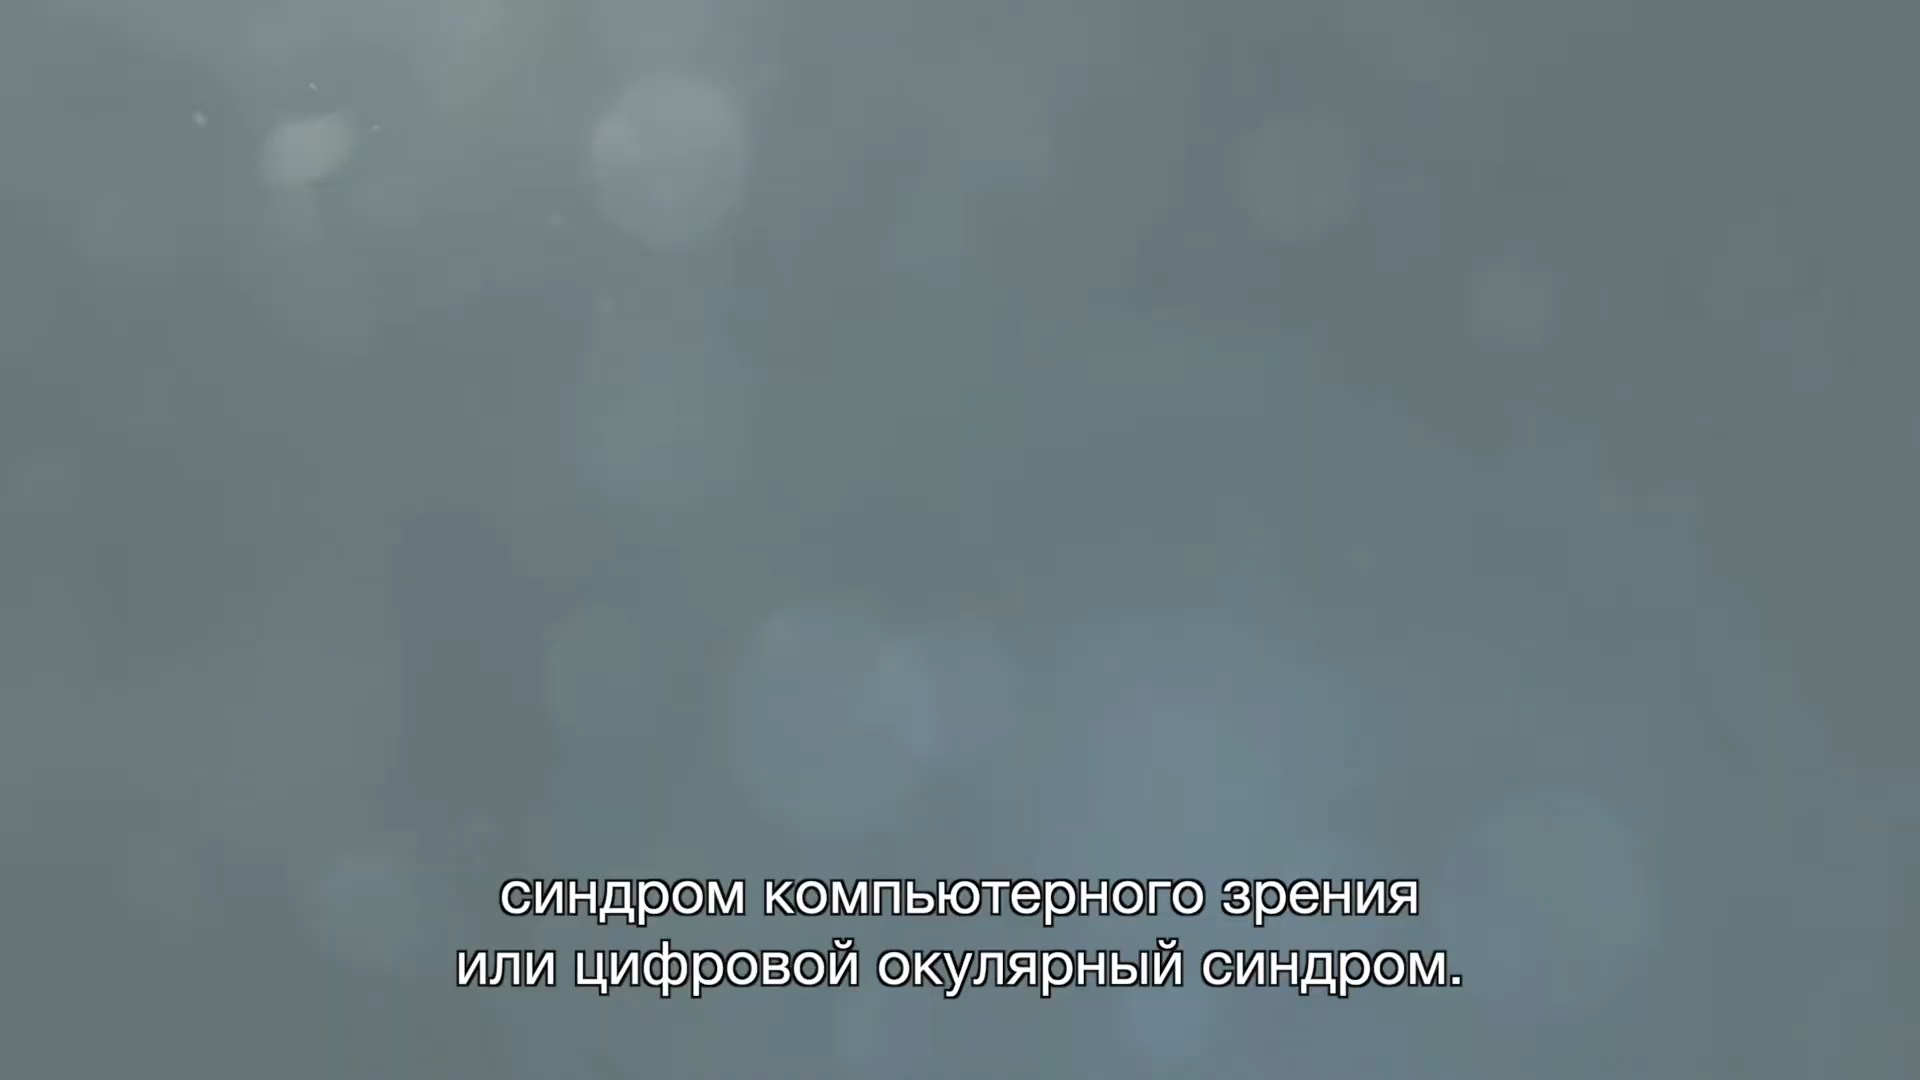 синдром компьютерного зрения
или цифровой окулярный синдром.